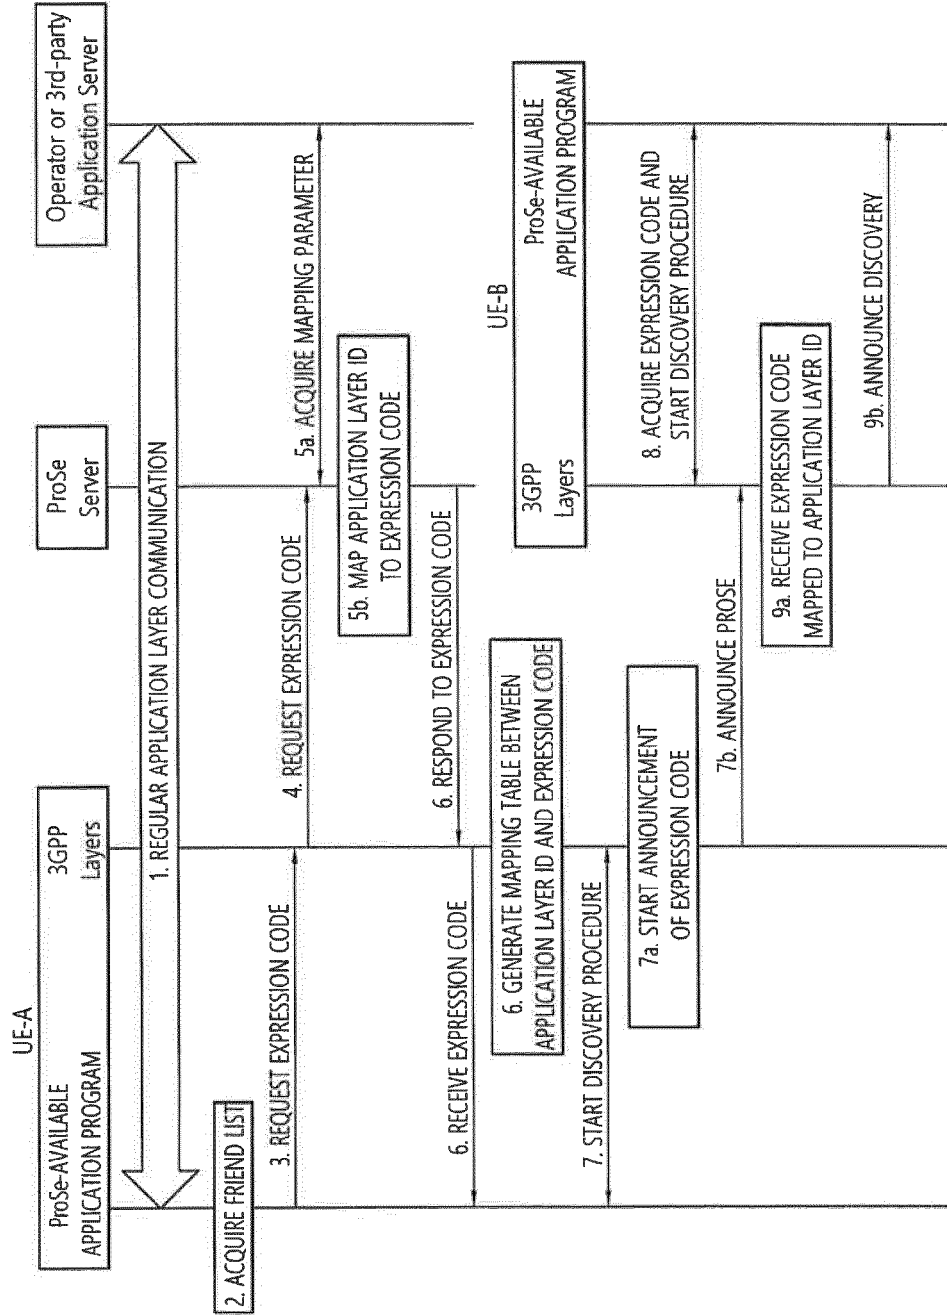 UE-A
ProSe-AVAILABLE
APPLICATION PROGRAM
3GPP
Layers
ProSe
Server
Operator or 3rd-party
Application Server
1. REGULAR APPLICATION LAYER COMMUNICATION
2. ACQUIRE FRIEND LIST
3. REQUEST EXPRESSION CODE
4. REQUEST EXPRESSION CODE
5a. ACQUIRE MAPPING PARAMETER
5b. MAP APPLICATION LAYER ID
TO EXPRESSION CODE
6. RESPOND TO EXPRESSION CODE
6. RECEIVE EXPRESSION CODE
6. GENERATE MAPPING TABLE BETWEEN
APPLICATION LAYER ID AND EXPRESSION CODE
UE-B
3GPP
Layers
ProSe-AVAILABLE
APPLICATION PROGRAM
7. START DISCOVERY PROCEDURE
7a. START ANNOUNCEMENT
OF EXPRESSION CODE
8. ACQUIRE EXPRESSION CODE AND
START DISCOVERY PROCEDURE
7b. ANNOUNCE PROSE
9a. RECEIVE EXPRESSION CODE
MAPPED TO APPLICATION LAYER ID
9b. ANNOUNCE DISCOVERY